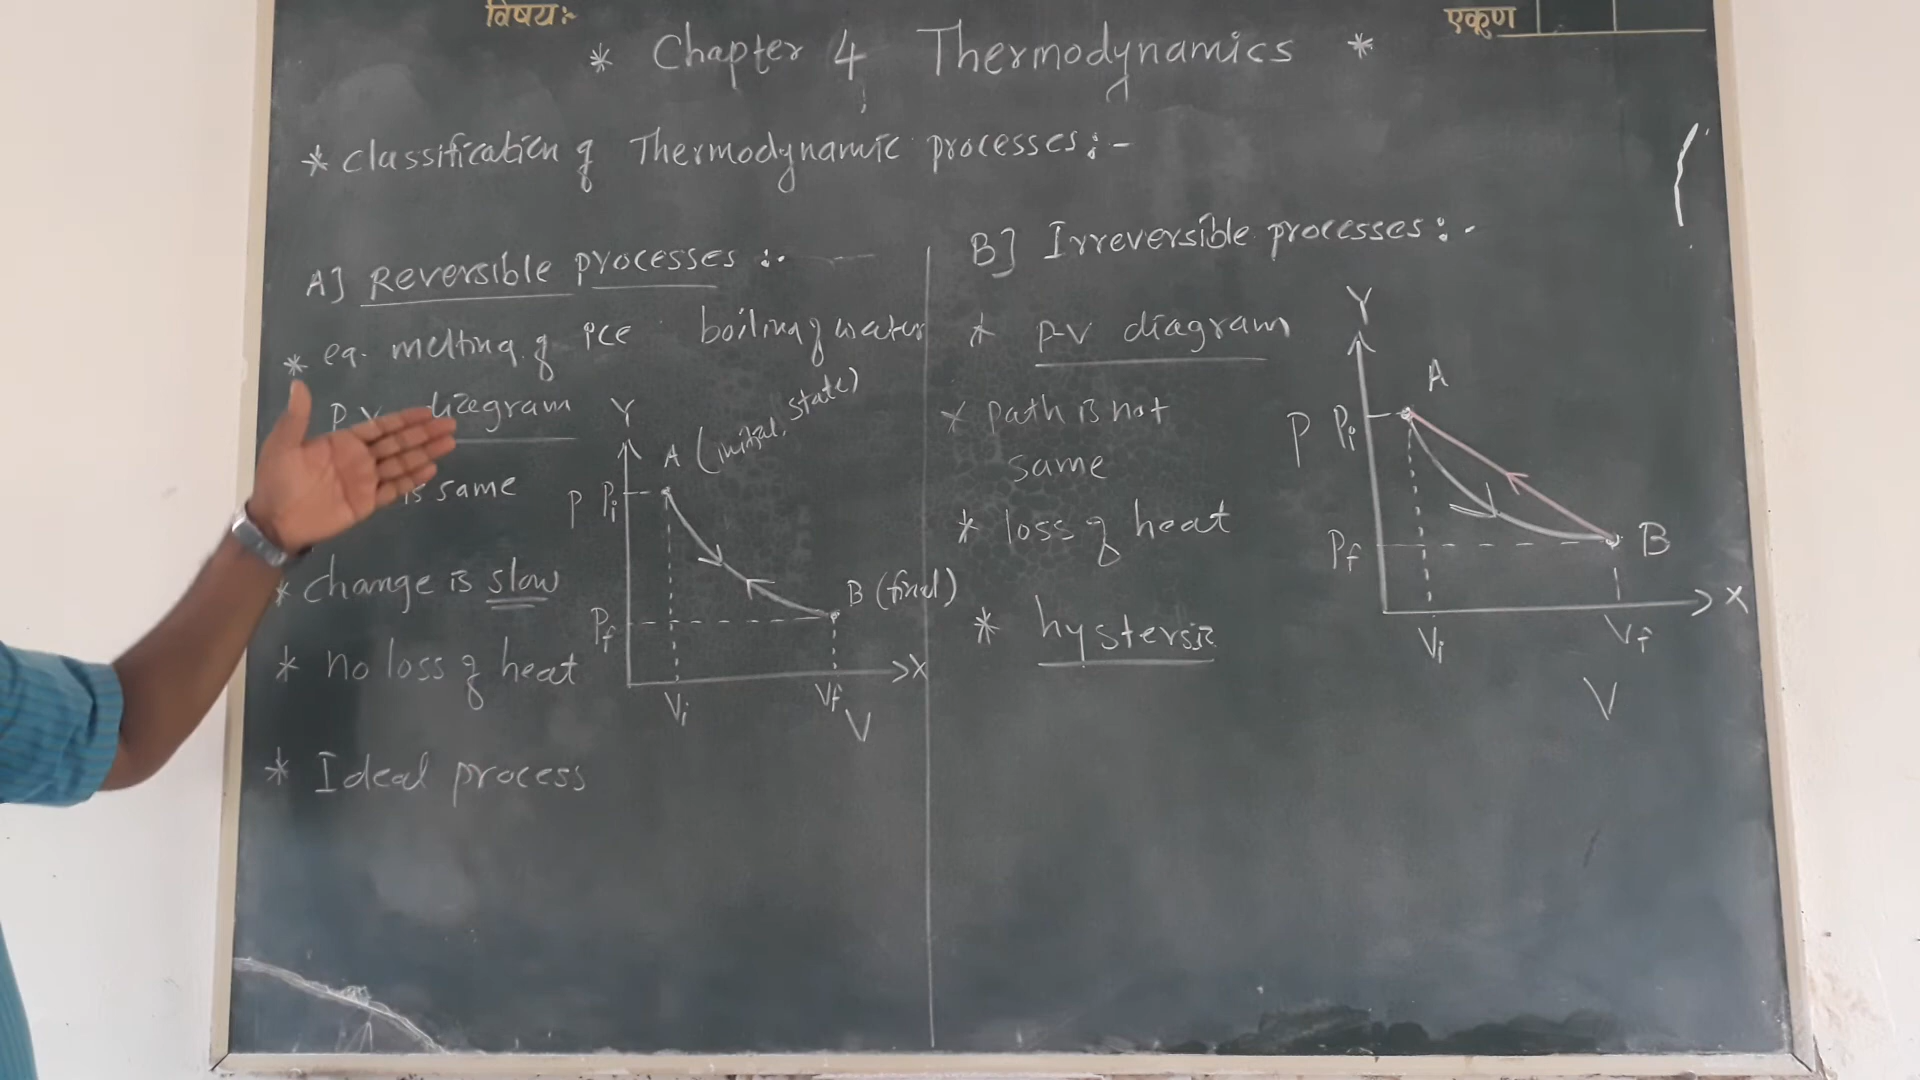 विषय:-
एकूण
* Chapter 4 Thermodynamics *
* Classification of Thermodynamic processes :-
A] Reversible processes :-
* eg. melting of ice boiling of water
P V diagram
is same
* Change is slow
* no loss of heat
* Ideal process
Y
A (initial state)
P Pi
B (final)
Pf
X
Vi
Vf
V
B] Irreversible processes :-
* P-V diagram
* path is not
same
* loss of heat
* hysteresis
Y
A
P Pi
Pf
B
X
Vi
Vf
V